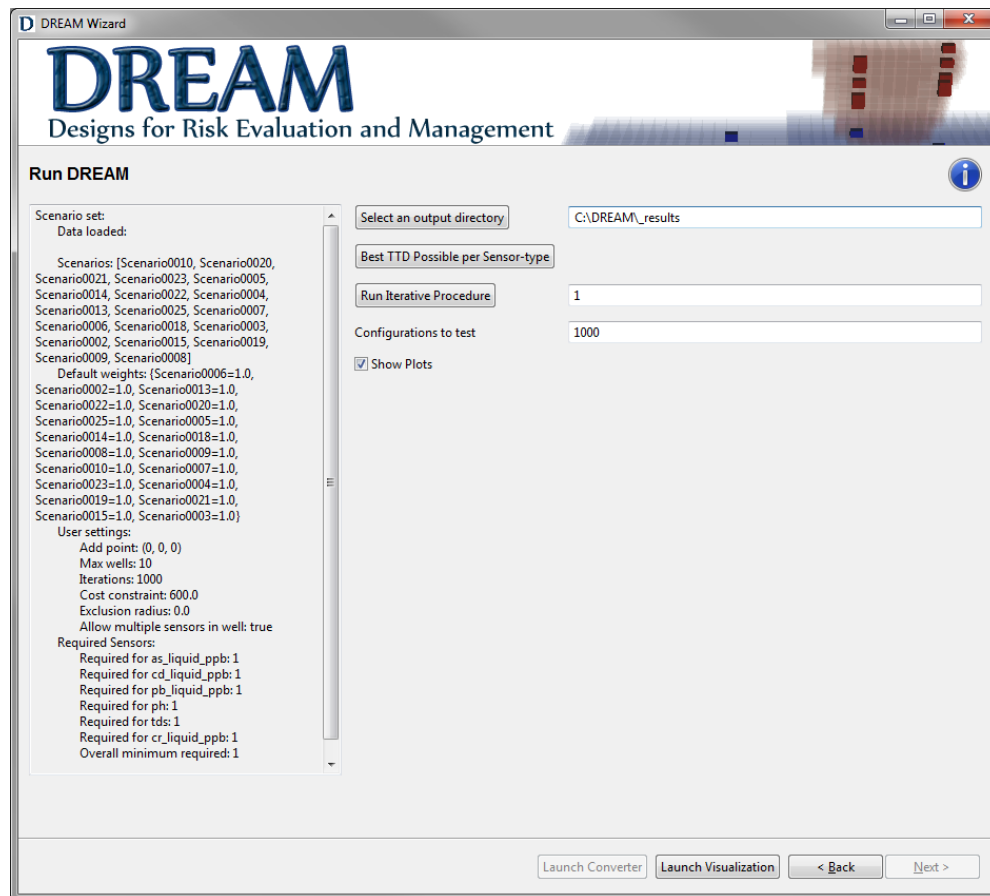 DREAM Wizard
DREAM
Designs for Risk Evaluation and Management
Run DREAM
Scenario set:
Data loaded:
Scenarios: [Scenario0010, Scenario0020,
Scenario0021, Scenario0023, Scenario0005,
Scenario0014, Scenario0022, Scenario0004,
Scenario0013, Scenario0025, Scenario0007,
Scenario0006, Scenario0018, Scenario0003,
Scenario0002, Scenario0015, Scenario0019,
Scenario0009, Scenario0008]
Default weights: {Scenario0006=1.0,
Scenario0002=1.0, Scenario0013=1.0,
Scenario0022=1.0, Scenario0020=1.0,
Scenario0025=1.0, Scenario0005=1.0,
Scenario0014=1.0, Scenario0018=1.0,
Scenario0008=1.0, Scenario0009=1.0,
Scenario0010=1.0, Scenario0007=1.0,
Scenario0023=1.0, Scenario0004=1.0,
Scenario0019=1.0, Scenario0021=1.0,
Scenario0015=1.0, Scenario0003=1.0}
User settings:
Add point: (0, 0, 0)
Max wells: 10
Iterations: 1000
Cost constraint: 600.0
Exclusion radius: 0.0
Allow multiple sensors in well: true
Required Sensors:
Required for as_liquid_ppb: 1
Required for cd_liquid_ppb: 1
Required for pb_liquid_ppb: 1
Required for ph: 1
Required for tds: 1
Required for cr_liquid_ppb: 1
Overall minimum required: 1
Select an output directory C:\DREAM\_results
Best TTD Possible per Sensor-type
Run Iterative Procedure 1
Configurations to test 1000
Show Plots
Launch Converter Launch Visualization < Back Next >